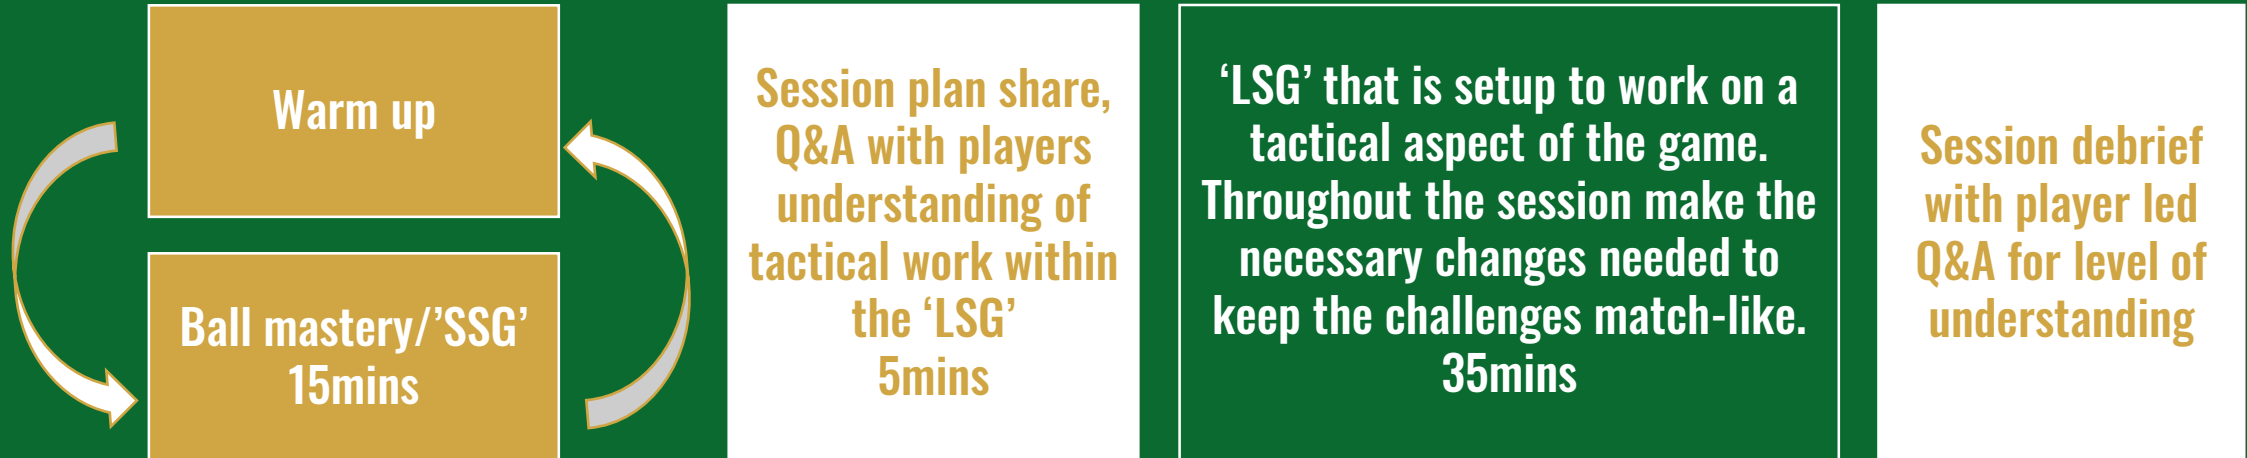 Warm up
Ball mastery/’SSG’
15mins
Session plan share,
Q&A with players
understanding of
tactical work within
the ‘LSG’
5mins
‘LSG’ that is setup to work on a
tactical aspect of the game.
Throughout the session make the
necessary changes needed to
keep the challenges match-like.
35mins
Session debrief
with player led
Q&A for level of
understanding